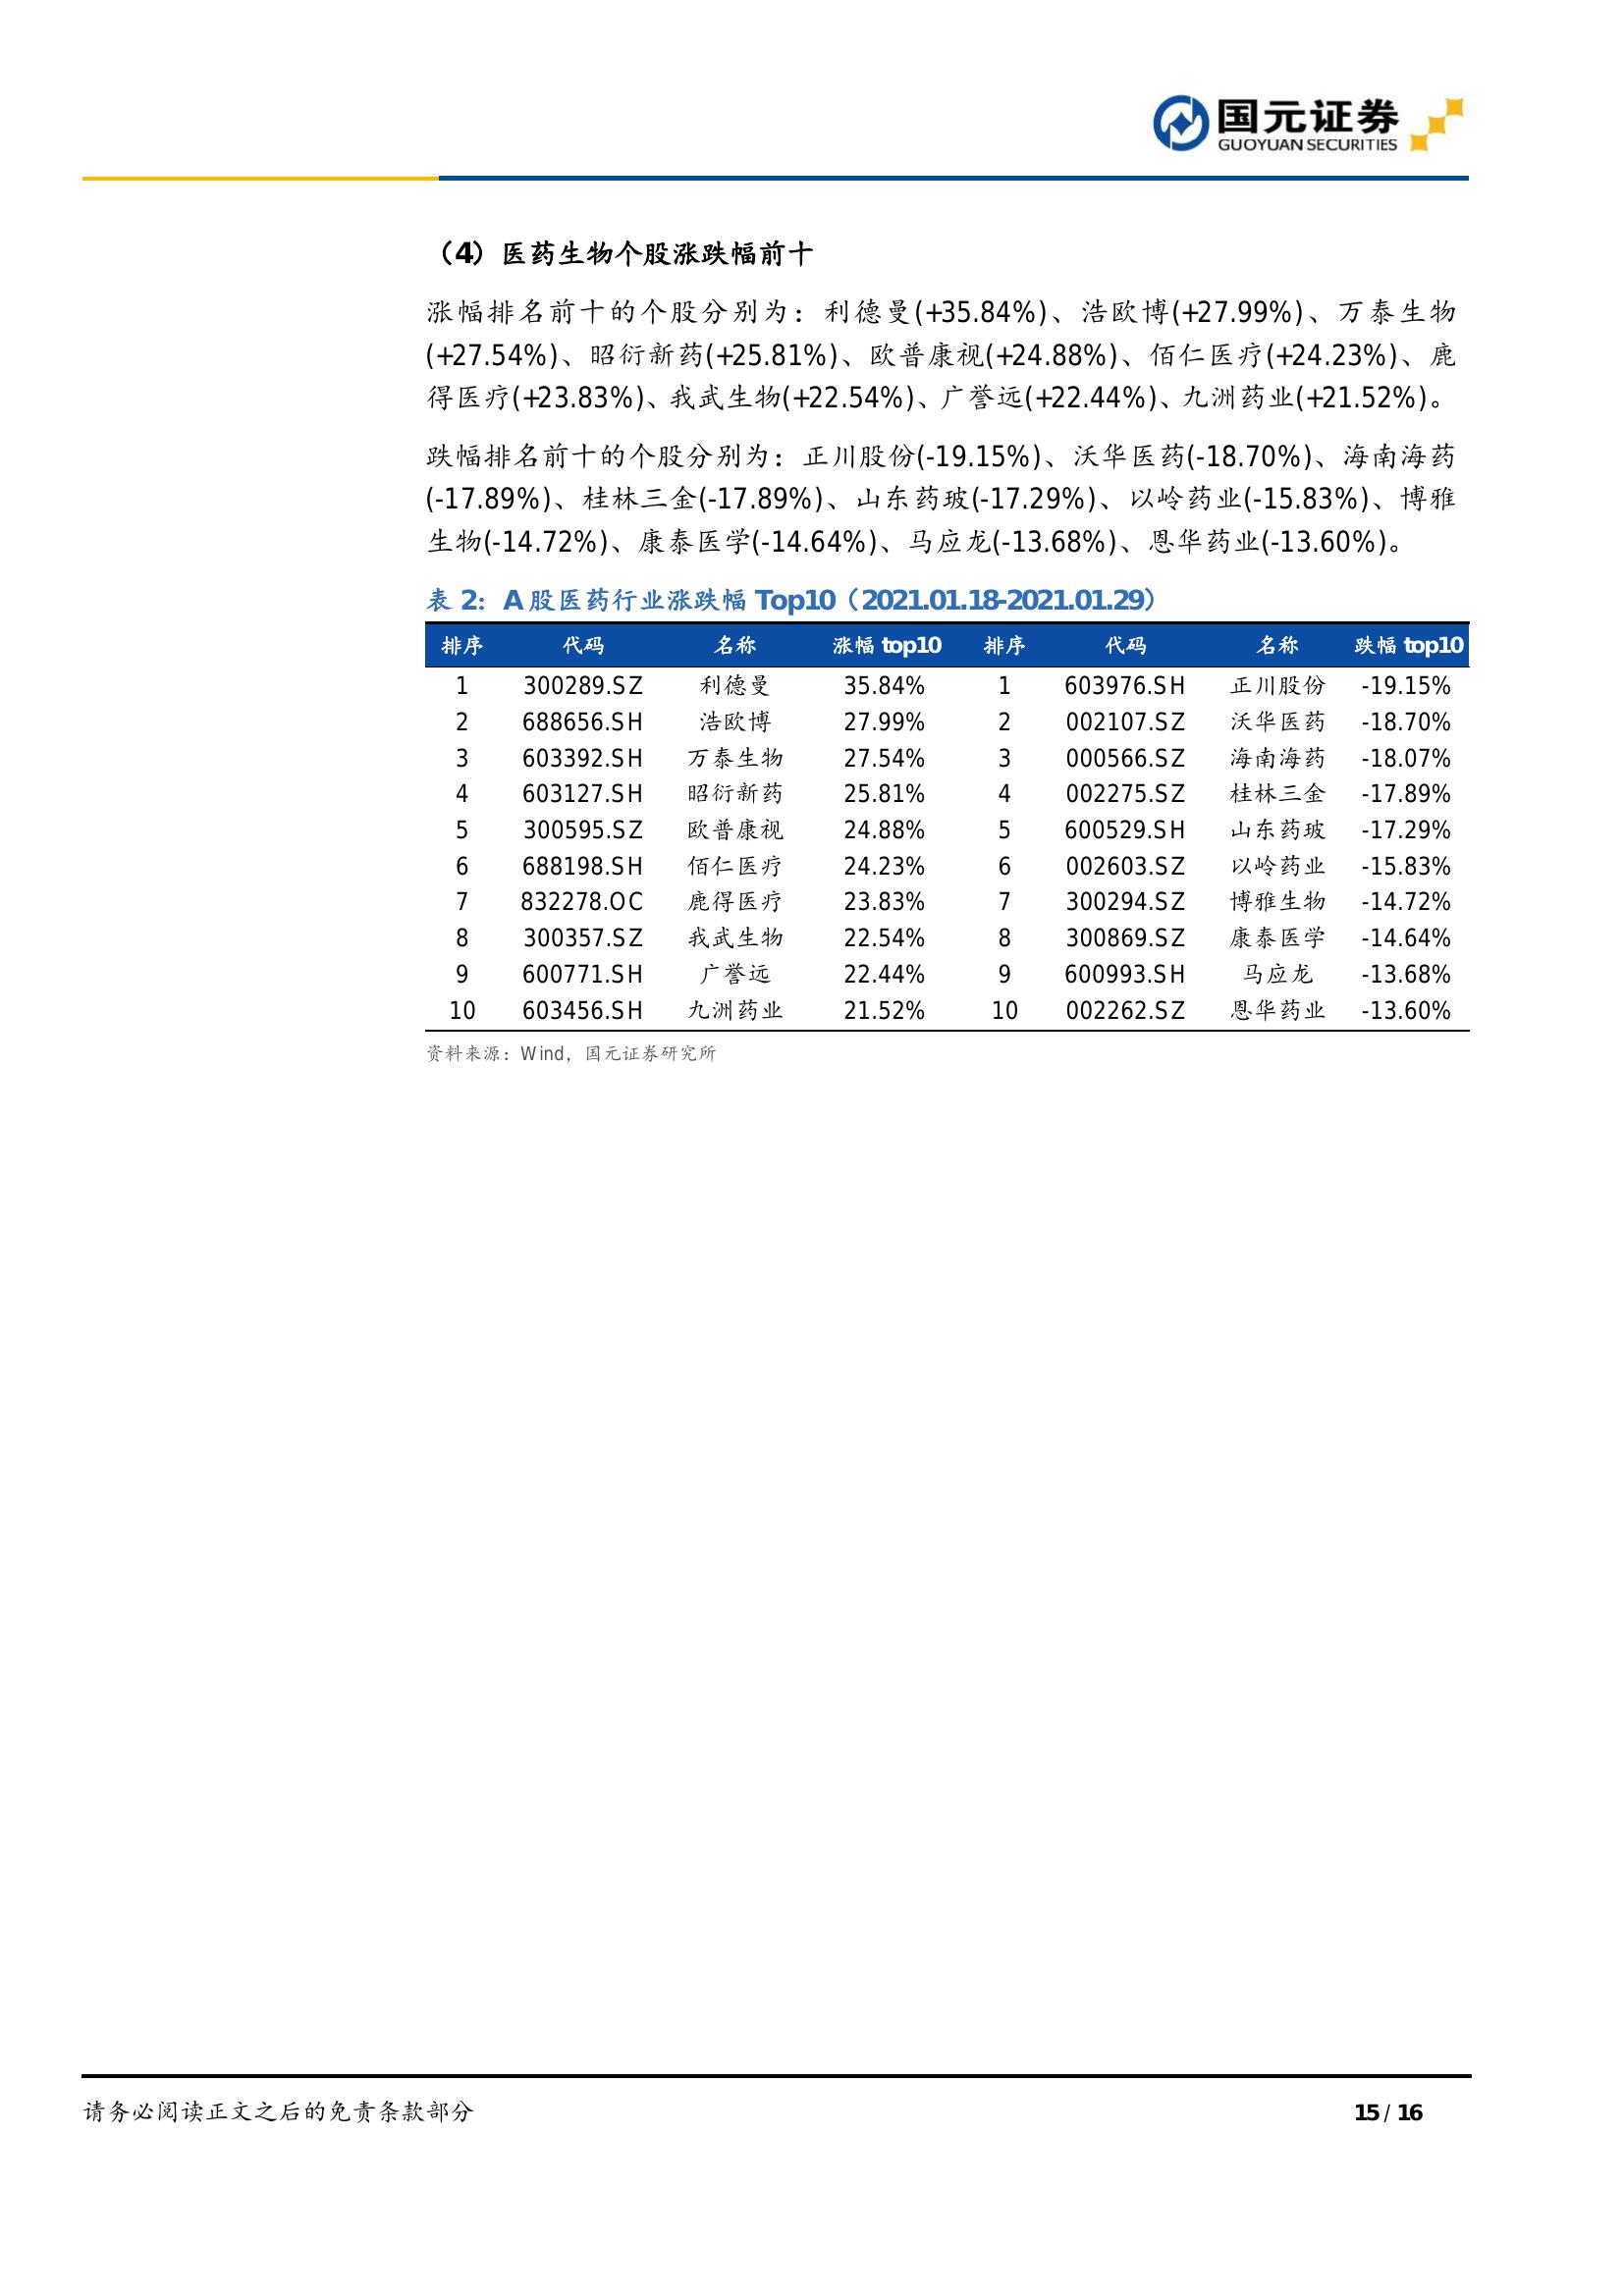 国元证券
GUOYUAN SECURITIES
（4）医药生物个股涨跌幅前十
涨幅排名前十的个股分别为：利德曼(+35.84%)、浩欧博(+27.99%)、万泰生物
(+27.54%)、昭衍新药(+25.81%)、欧普康视(+24.88%)、佰仁医疗(+24.23%)、鹿
得医疗(+23.83%)、我武生物(+22.54%)、广誉远(+22.44%)、九洲药业(+21.52%)。
跌幅排名前十的个股分别为：正川股份(-19.15%)、沃华医药(-18.70%)、海南海药
(-17.89%)、桂林三金(-17.89%)、山东药玻(-17.29%)、以岭药业(-15.83%)、博雅
生物(-14.72%)、康泰医学(-14.64%)、马应龙(-13.68%)、恩华药业(-13.60%)。
表 2：A 股医药行业涨跌幅 Top10（2021.01.18-2021.01.29）
排序 代码 名称 涨幅 top10 排序 代码 名称 跌幅 top10
1 300289.SZ 利德曼 35.84% 1 603976.SH 正川股份 -19.15%
2 688656.SH 浩欧博 27.99% 2 002107.SZ 沃华医药 -18.70%
3 603392.SH 万泰生物 27.54% 3 000566.SZ 海南海药 -18.07%
4 603127.SH 昭衍新药 25.81% 4 002275.SZ 桂林三金 -17.89%
5 300595.SZ 欧普康视 24.88% 5 600529.SH 山东药玻 -17.29%
6 688198.SH 佰仁医疗 24.23% 6 002603.SZ 以岭药业 -15.83%
7 832278.OC 鹿得医疗 23.83% 7 300294.SZ 博雅生物 -14.72%
8 300357.SZ 我武生物 22.54% 8 300869.SZ 康泰医学 -14.64%
9 600771.SH 广誉远 22.44% 9 600993.SH 马应龙 -13.68%
10 603456.SH 九洲药业 21.52% 10 002262.SZ 恩华药业 -13.60%
资料来源：Wind，国元证券研究所
请务必阅读正文之后的免责条款部分 15 / 16